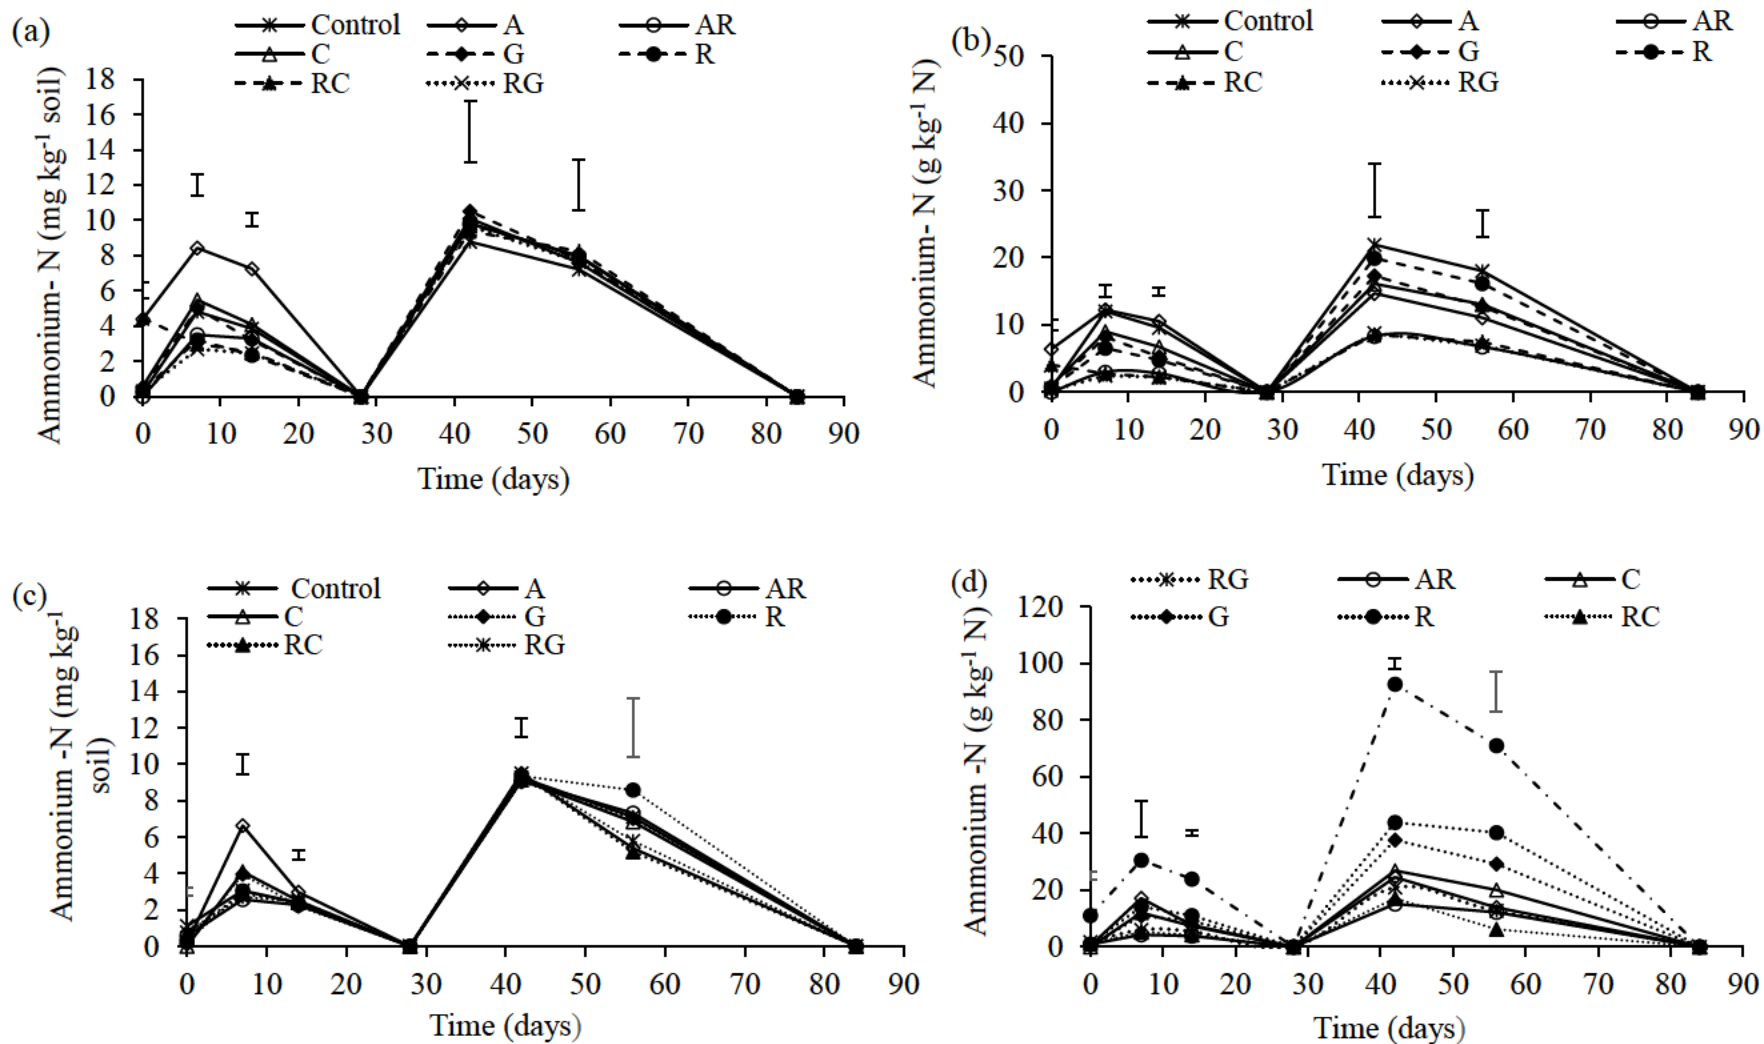 (a)
Control A AR
C G R
RC RG
Ammonium- N (mg kg⁻¹ soil)
18
16
14
12
10
8
6
4
2
0
0 10 20 30 40 50 60 70 80 90
Time (days)
(b)
Control A AR
C G R
RC RG
Ammonium- N (g kg⁻¹ N)
50
40
30
20
10
0
0 10 20 30 40 50 60 70 80 90
Time (days)
(c)
Control A AR
C G R
RC RG
Ammonium -N (mg kg⁻¹
soil)
18
16
14
12
10
8
6
4
2
0
0 10 20 30 40 50 60 70 80 90
Time (days)
(d)
RG AR C
G R RC
Ammonium -N (g kg⁻¹ N)
120
100
80
60
40
20
0
0 10 20 30 40 50 60 70 80 90
Time (days)